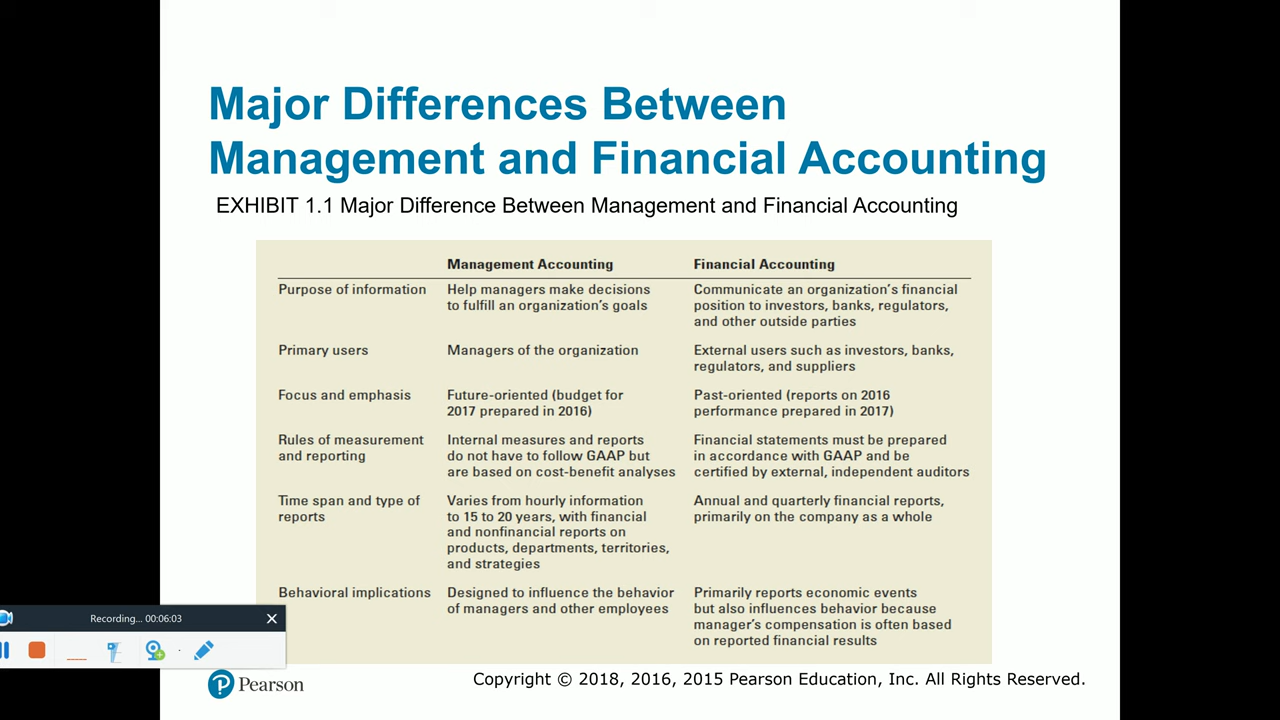 Major Differences Between
Management and Financial Accounting
EXHIBIT 1.1 Major Difference Between Management and Financial Accounting
Management Accounting Financial Accounting
Purpose of information Help managers make decisions Communicate an organization's financial
to fulfill an organization's goals position to investors, banks, regulators,
and other outside parties
Primary users Managers of the organization External users such as investors, banks,
regulators, and suppliers
Focus and emphasis Future-oriented (budget for Past-oriented (reports on 2016
2017 prepared in 2016) performance prepared in 2017)
Rules of measurement Internal measures and reports Financial statements must be prepared
and reporting do not have to follow GAAP but in accordance with GAAP and be
are based on cost-benefit analyses certified by external, independent auditors
Time span and type of Varies from hourly information Annual and quarterly financial reports,
reports to 15 to 20 years, with financial primarily on the company as a whole
and nonfinancial reports on
products, departments, territories,
and strategies
Behavioral implications Designed to influence the behavior Primarily reports economic events
of managers and other employees but also influences behavior because
manager's compensation is often based
on reported financial results
Recording... 00:06:03
Pearson
Copyright © 2018, 2016, 2015 Pearson Education, Inc. All Rights Reserved.